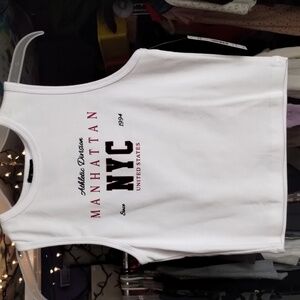 Athletic Division
MANHATTAN
Since NYC 1994
UNITED STATES